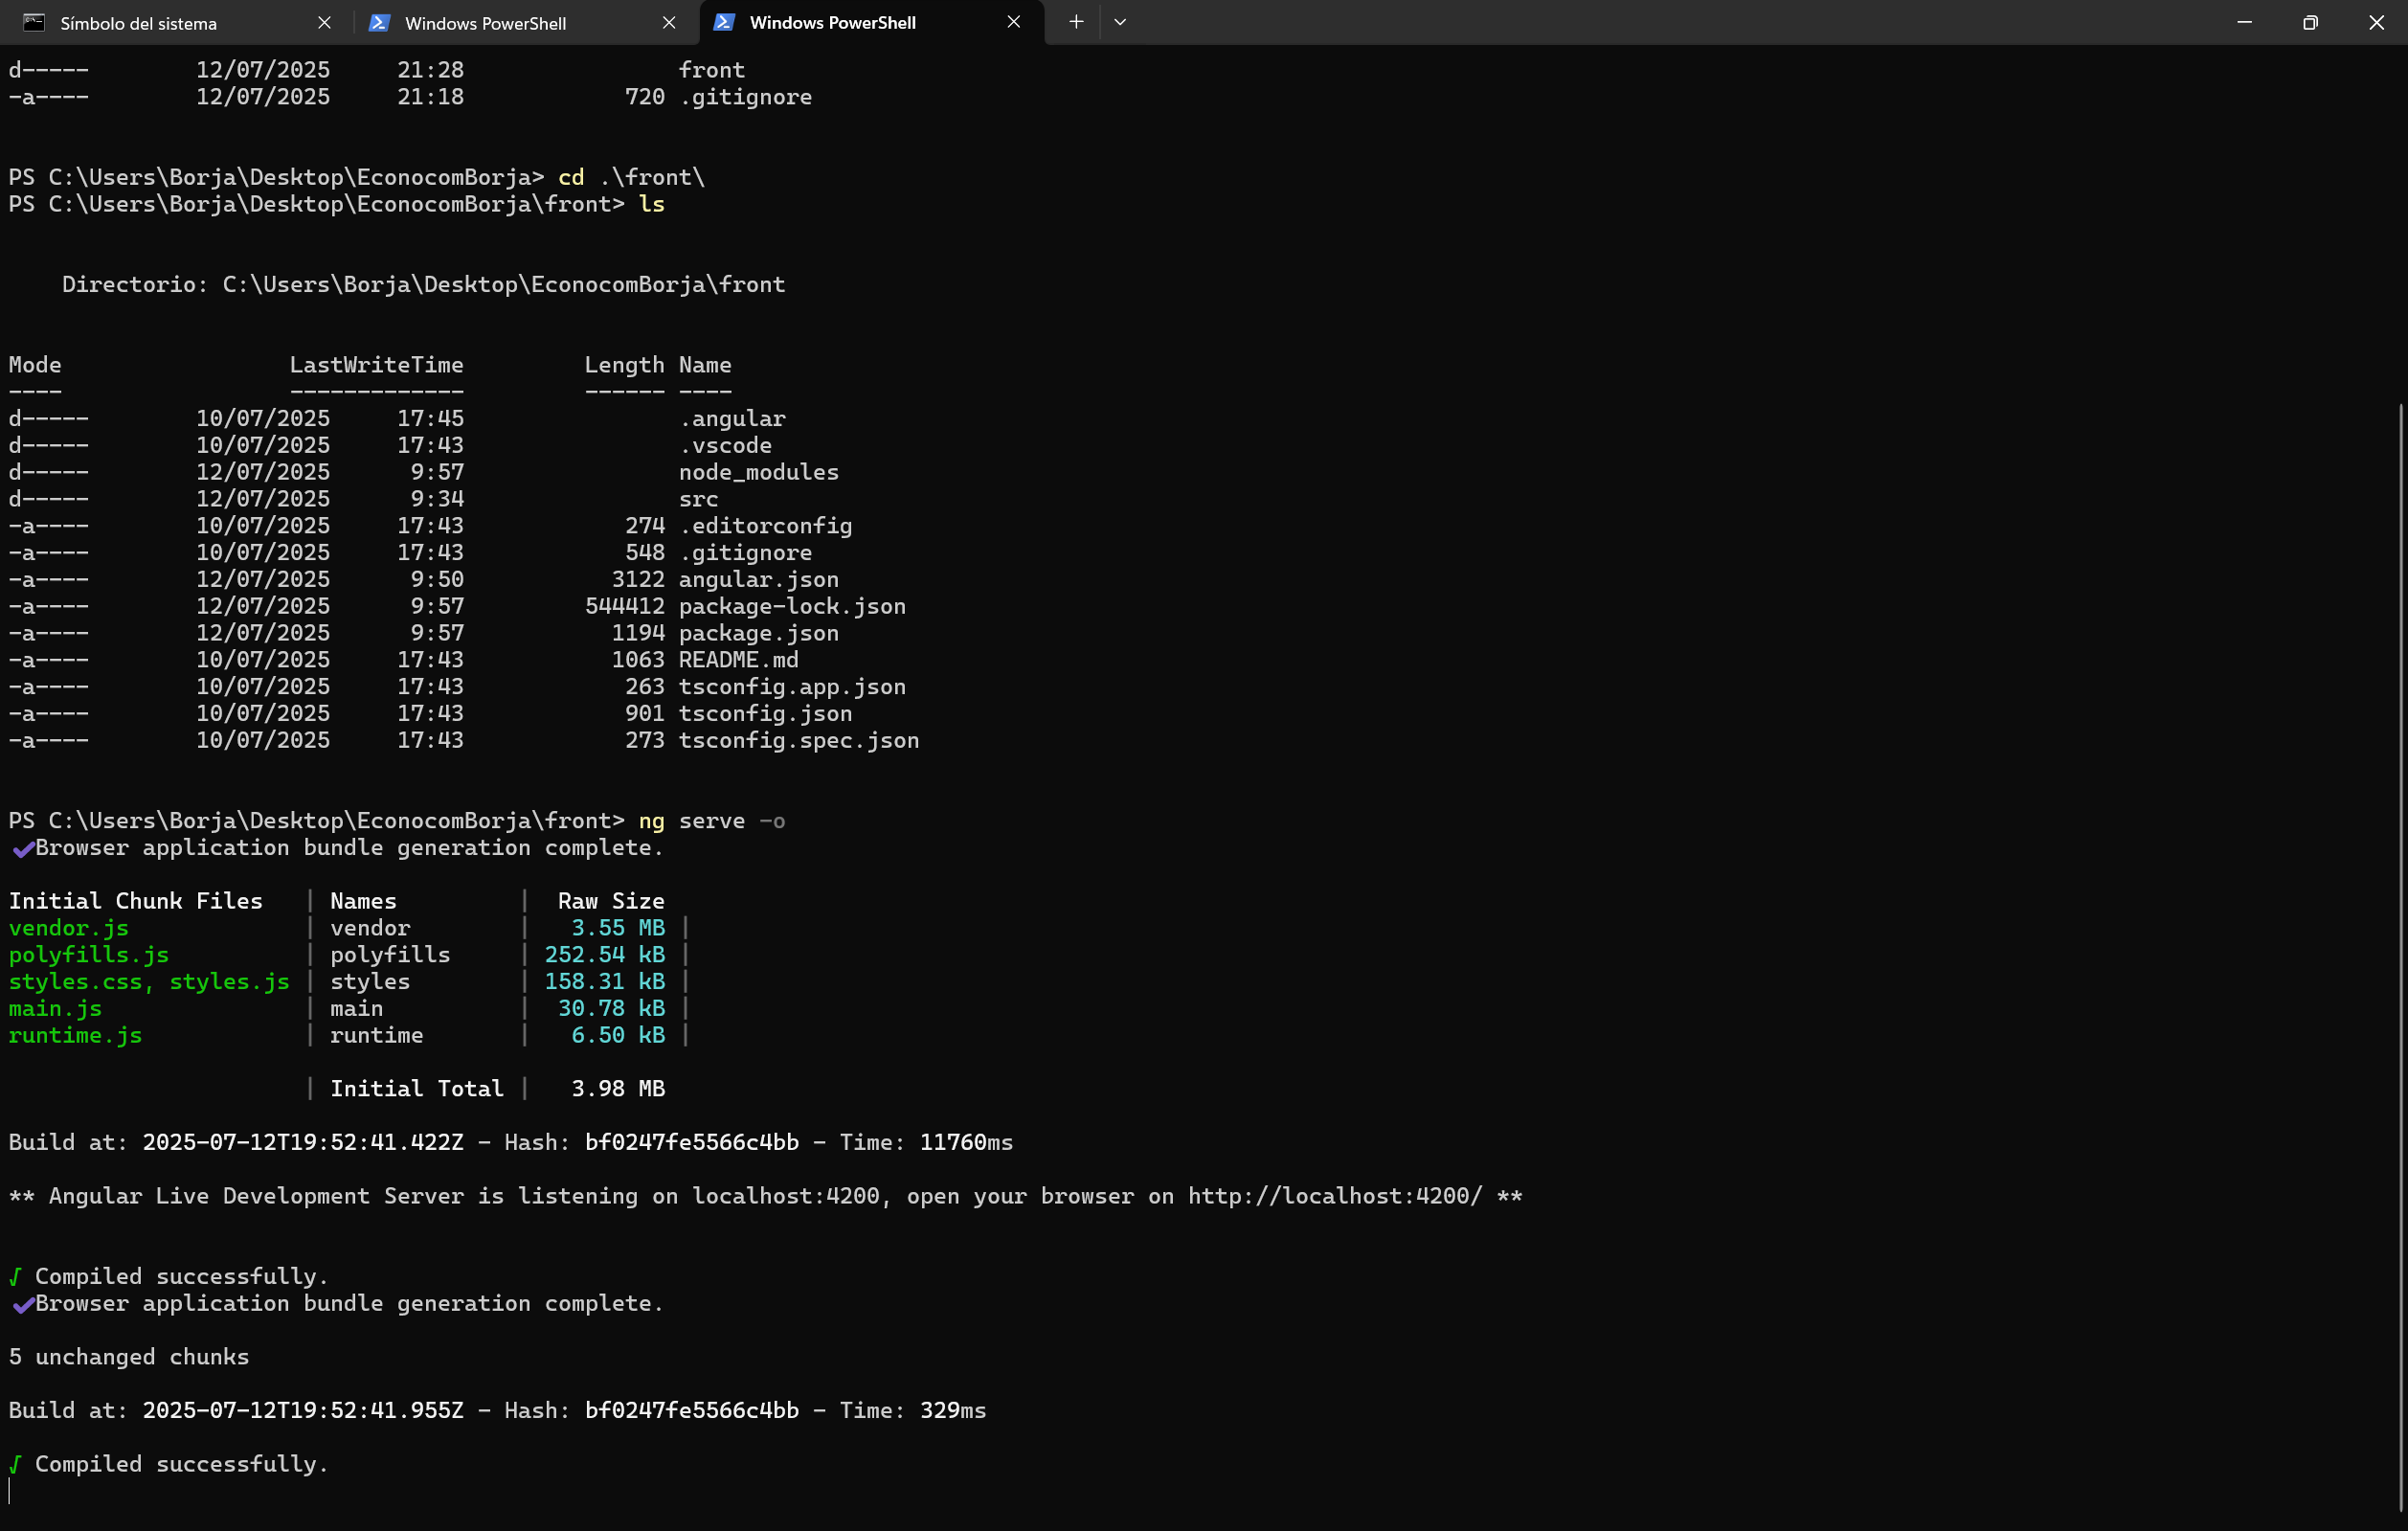 Símbolo del sistema
Windows PowerShell
Windows PowerShell
d----- 12/07/2025 21:28 front
-a---- 12/07/2025 21:18 720 .gitignore
PS C:\Users\Borja\Desktop\EconocomBorja> cd .\front\
PS C:\Users\Borja\Desktop\EconocomBorja\front> ls
Directorio: C:\Users\Borja\Desktop\EconocomBorja\front
Mode LastWriteTime Length Name
---- ------------- ------ ----
d----- 10/07/2025 17:45 .angular
d----- 10/07/2025 17:43 .vscode
d----- 12/07/2025 9:57 node_modules
d----- 12/07/2025 9:34 src
-a---- 10/07/2025 17:43 274 .editorconfig
-a---- 10/07/2025 17:43 548 .gitignore
-a---- 12/07/2025 9:50 3122 angular.json
-a---- 12/07/2025 9:57 544412 package-lock.json
-a---- 12/07/2025 9:57 1194 package.json
-a---- 10/07/2025 17:43 1063 README.md
-a---- 10/07/2025 17:43 263 tsconfig.app.json
-a---- 10/07/2025 17:43 901 tsconfig.json
-a---- 10/07/2025 17:43 273 tsconfig.spec.json
PS C:\Users\Borja\Desktop\EconocomBorja\front> ng serve -o
✔Browser application bundle generation complete.
Initial Chunk Files | Names | Raw Size
vendor.js | vendor | 3.55 MB |
polyfills.js | polyfills | 252.54 kB |
styles.css, styles.js | styles | 158.31 kB |
main.js | main | 30.78 kB |
runtime.js | runtime | 6.50 kB |
| Initial Total | 3.98 MB
Build at: 2025-07-12T19:52:41.422Z - Hash: bf0247fe5566c4bb - Time: 11760ms
** Angular Live Development Server is listening on localhost:4200, open your browser on http://localhost:4200/ **
√ Compiled successfully.
✔Browser application bundle generation complete.
5 unchanged chunks
Build at: 2025-07-12T19:52:41.955Z - Hash: bf0247fe5566c4bb - Time: 329ms
√ Compiled successfully.